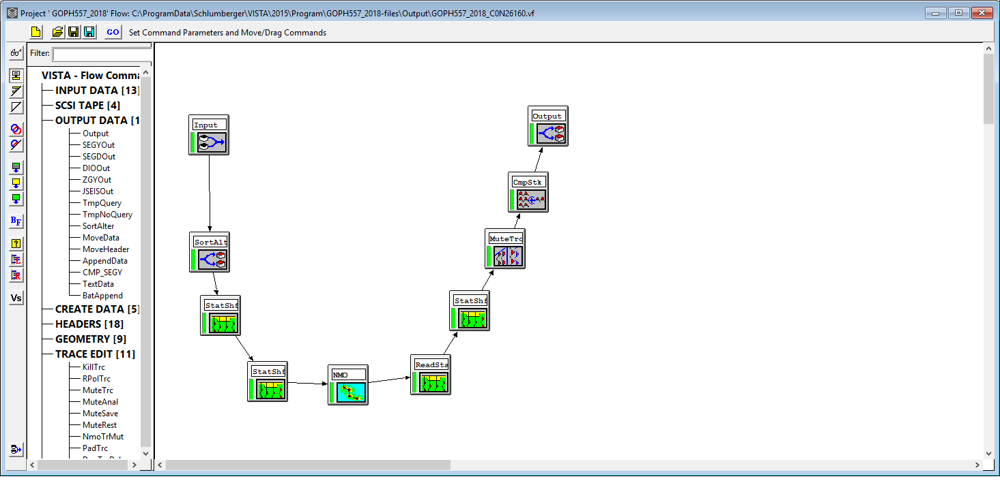 Project ' GOPH557_2018' Flow: C:\ProgramData\Schlumberger\VISTA\2015\Program\GOPH557_2018-files\Output\GOPH557_2018_C0N26160.vf
GO Set Command Parameters and Move/Drag Commands
Filter:
VISTA - Flow Comma
INPUT DATA [13]
SCSI TAPE [4]
OUTPUT DATA [1
Output
SEGYOut
SEGDOut
DIOOut
ZGYOut
JSEISOut
TmpQuery
TmpNoQuery
SortAlter
MoveData
MoveHeader
AppendData
CMP_SEGY
TextData
BatAppend
CREATE DATA [5]
HEADERS [18]
GEOMETRY [9]
TRACE EDIT [11]
KillTrc
RPolTrc
MuteTrc
MuteAnal
MuteSave
MuteRest
NmoTrMut
PadTrc
BF
?
Vs
Input
SortAlt
StatShf
StatShf
NMO
ReadSta
StatShf
MuteTrc
CmpStk
Output